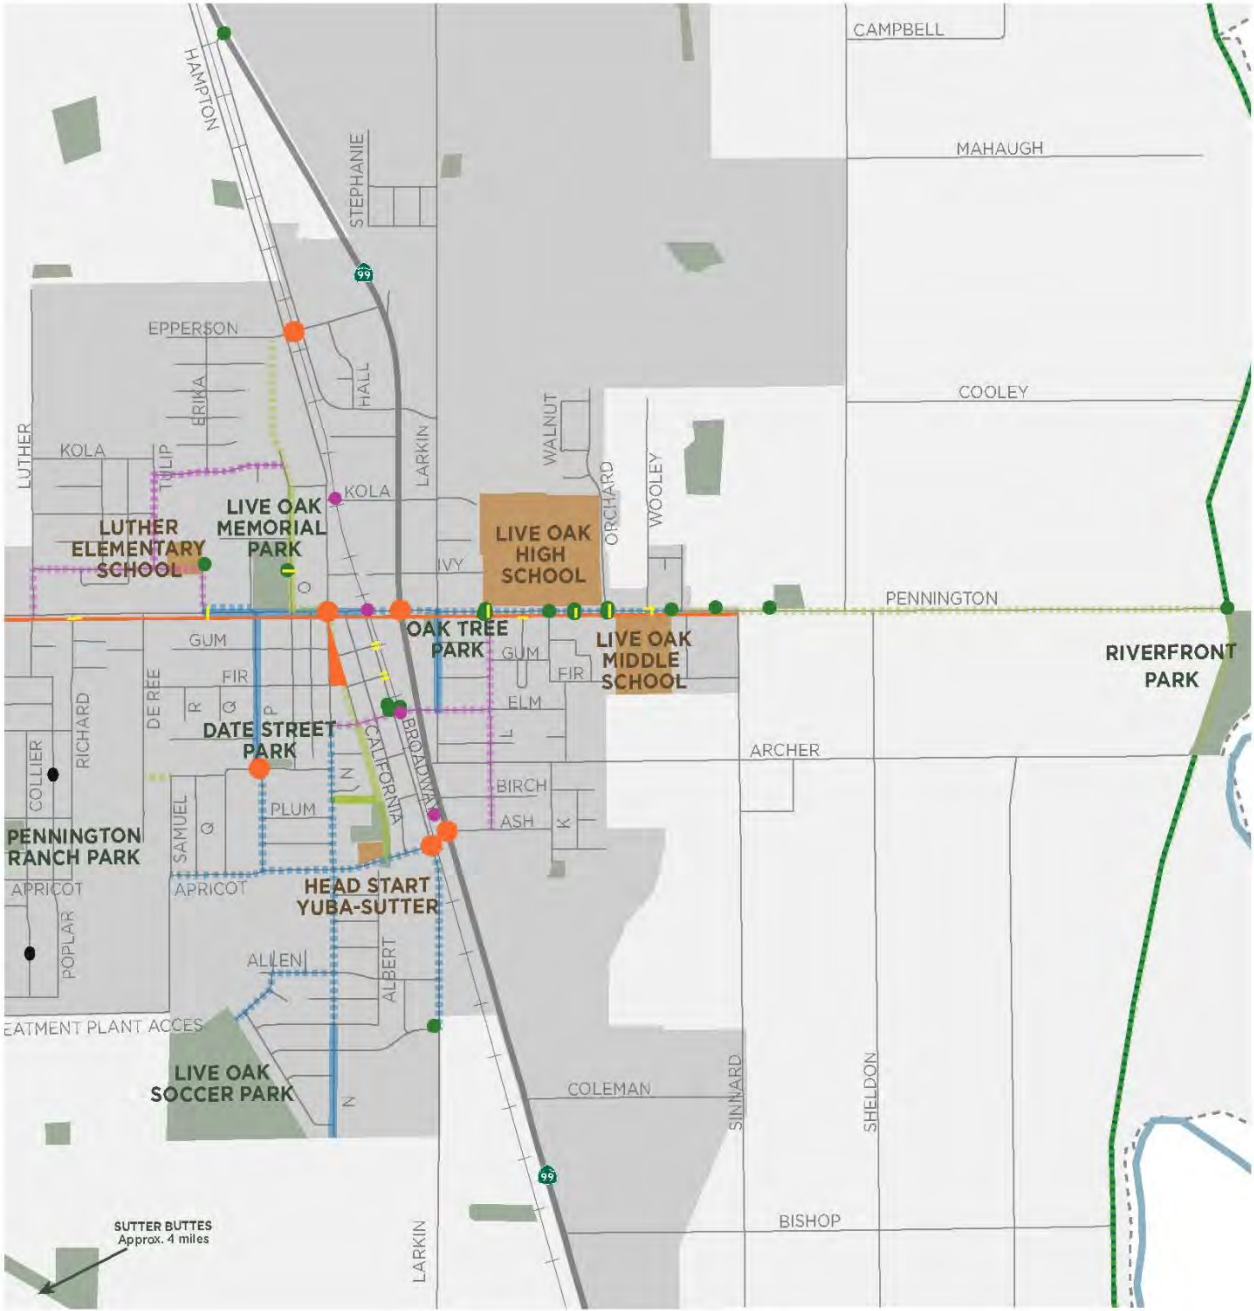 CAMPBELL
HAMPTON
MAHAUGH
STEPHANIE
99
EPPERSON
HALL
ERIKA
COOLEY
WALNUT
LUTHER
KOLA
TULIP
LARKIN
ORCHARD
WOOLEY
KOLA
LIVE OAK
MEMORIAL
PARK
LUTHER
ELEMENTARY
SCHOOL
LIVE OAK
HIGH
SCHOOL
IVY
O
PENNINGTON
OAK TREE
PARK
GUM
GUM
LIVE OAK
MIDDLE
SCHOOL
FIR
FIR
RIVERFRONT
PARK
DE REE
R
Q
P
ELM
RICHARD
DATE STREET
PARK
CALIFORNIA
BROADWAY
L
ARCHER
COLLIER
N
BIRCH
SAMUEL
Q
PLUM
ASH
K
PENNINGTON
RANCH PARK
APRICOT
APRICOT
HEAD START
YUBA-SUTTER
POPLAR
ALBERT
ALLEN
EATMENT PLANT ACCES
LIVE OAK
SOCCER PARK
N
COLEMAN
SINNARD
SHELDON
99
BISHOP
LARKIN
SUTTER BUTTES
Approx. 4 miles